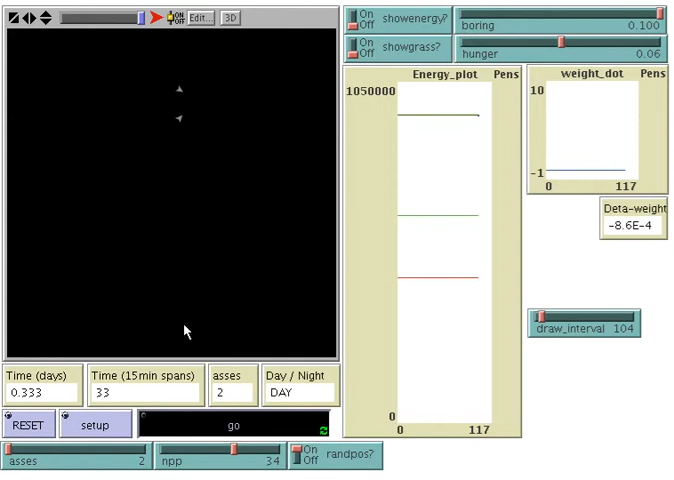 ON
OFF
Edit...
3D
On
Off
showenergy?
boring
0.100
On
Off
showgrass?
hunger
0.06
Energy_plot
Pens
1050000
0
0
117
weight_dot
Pens
10
-1
0
117
Deta-weight
-8.6E-4
draw_interval
104
Time (days)
0.333
Time (15min spans)
33
asses
2
Day / Night
DAY
RESET
setup
go
asses
2
npp
34
On
Off
randpos?